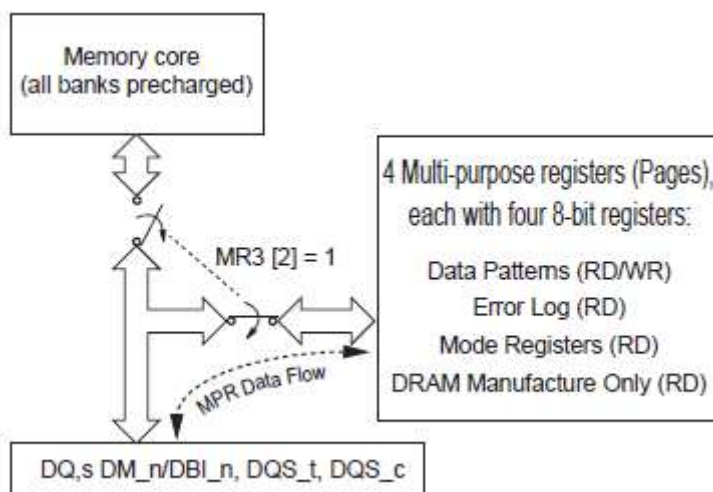 Memory core
(all banks precharged)
4 Multi-purpose registers (Pages),
each with four 8-bit registers:
Data Patterns (RD/WR)
Error Log (RD)
Mode Registers (RD)
DRAM Manufacture Only (RD)
MR3 [2] = 1
MPR Data Flow
DQ,s DM_n/DBI_n, DQS_t, DQS_c